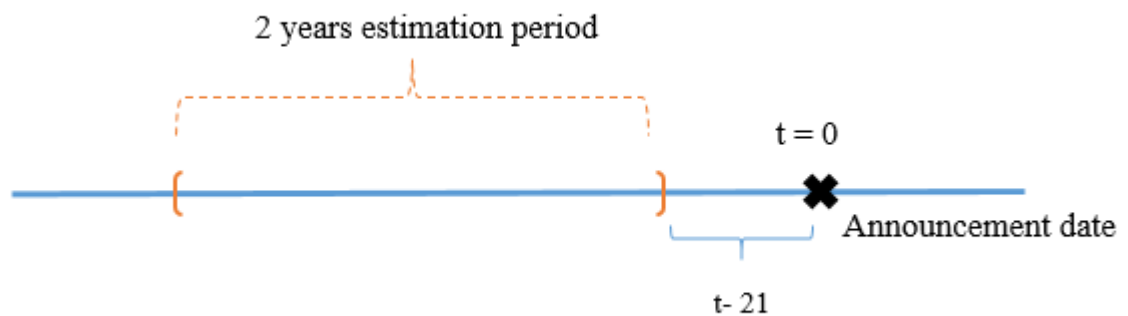 2 years estimation period
t = 0
Announcement date
t- 21